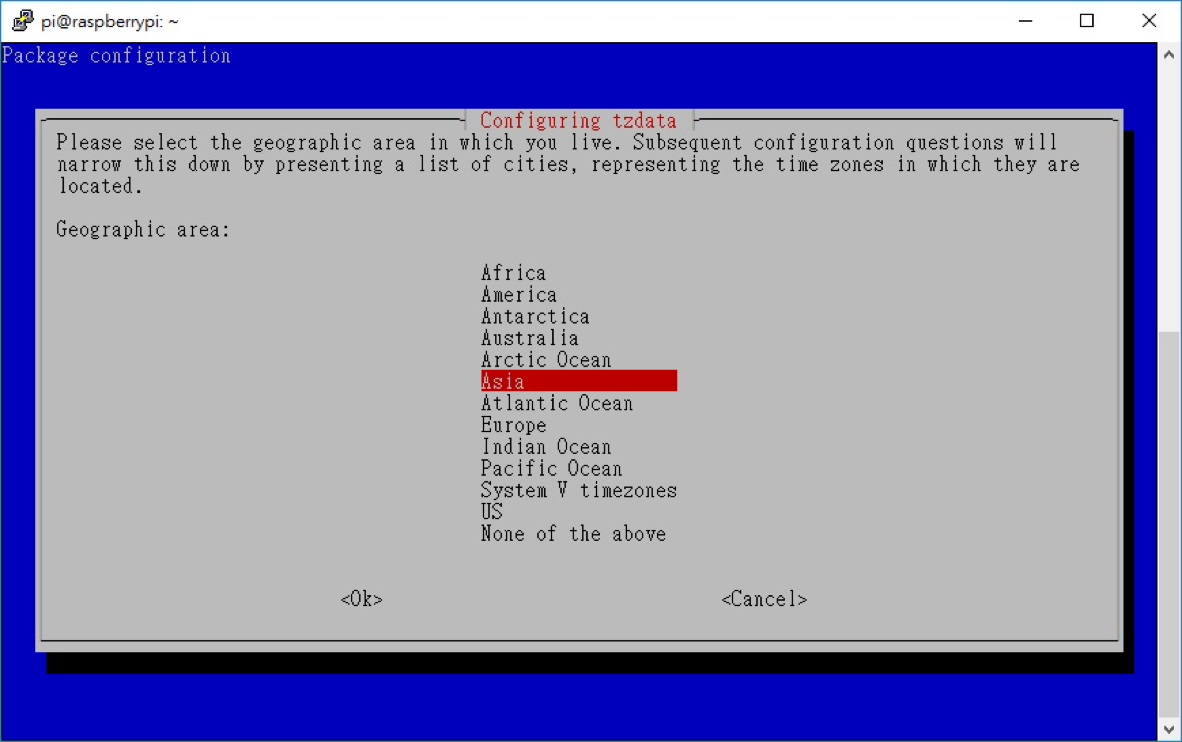 pi@raspberrypi: ~
Package configuration
Configuring tzdata
Please select the geographic area in which you live. Subsequent configuration questions will
narrow this down by presenting a list of cities, representing the time zones in which they are
located.
Geographic area:
Africa
America
Antarctica
Australia
Arctic Ocean
Asia
Atlantic Ocean
Europe
Indian Ocean
Pacific Ocean
System V timezones
US
None of the above
<Ok> <Cancel>